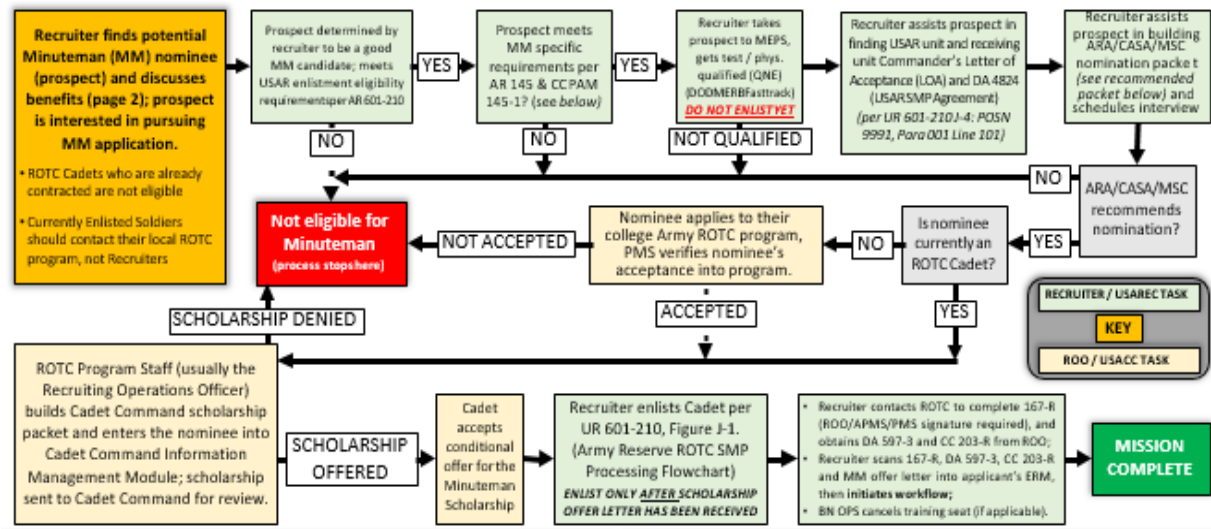 Recruiter finds potential
Minuteman (MM) nominee
(prospect) and discusses
benefits (page 2); prospect
is interested in pursuing
MM application.
• ROTC Cadets who are already
contracted are not eligible
• Currently Enlisted Soldiers
should contact their local ROTC
program, not Recruiters
Prospect determined by
recruiter to be a good
MM candidate; meets
USAR enlistment eligibility
requirementsper AR 601-210
YES
NO
Prospect meets
MM specific
requirements per
AR 145 & CC PAM
145-1? (see below)
YES
NO
Recruiter takes
prospect to MEPS,
gets test / phys.
qualified (QNE)
(DODMERBFasttrack)
DO NOT ENLISTYET
NOT QUALIFIED
Recruiter assists prospect in
finding USAR unit and receiving
unit Commander's Letter of
Acceptance (LOA) and DA 4824
(USAR SMP Agreement)
(per UR 601-210 J-4: POSN
9991, Para 001 Line 101)
Recruiter assists
prospect in building
ARA/CASA/MSC
nomination packet
(see recommended
packet below) and
schedules interview
NO
ARA/CASA/MSC
recommends
nomination?
YES
Is nominee
currently an
ROTC Cadet?
NO
YES
Nominee applies to their
college Army ROTC program,
PMS verifies nominee's
acceptance into program.
NOT ACCEPTED
ACCEPTED
Not eligible for
Minuteman
(process stops here)
SCHOLARSHIP DENIED
RECRUITER / USAREC TASK
KEY
ROO / USACC TASK
ROTC Program Staff (usually the
Recruiting Operations Officer)
builds Cadet Command scholarship
packet and enters the nominee into
Cadet Command Information
Management Module; scholarship
sent to Cadet Command for review.
SCHOLARSHIP
OFFERED
Cadet
accepts
conditional
offer for the
Minuteman
Scholarship
Recruiter enlists Cadet per
UR 601-210, Figure J-1.
(Army Reserve ROTC SMP
Processing Flowchart)
ENLIST ONLY AFTER SCHOLARSHIP
OFFER LETTER HAS BEEN RECEIVED
• Recruiter contacts ROTC to complete 167-R
(ROO/APMS/PMS signature required), and
obtains DA 597-3 and CC 203-R from ROO;
• Recruiter scans 167-R, DA 597-3, CC 203-R
and MM offer letter into applicant's ERM,
then initiates workflow;
• BN OPS cancels training seat (if applicable).
MISSION
COMPLETE